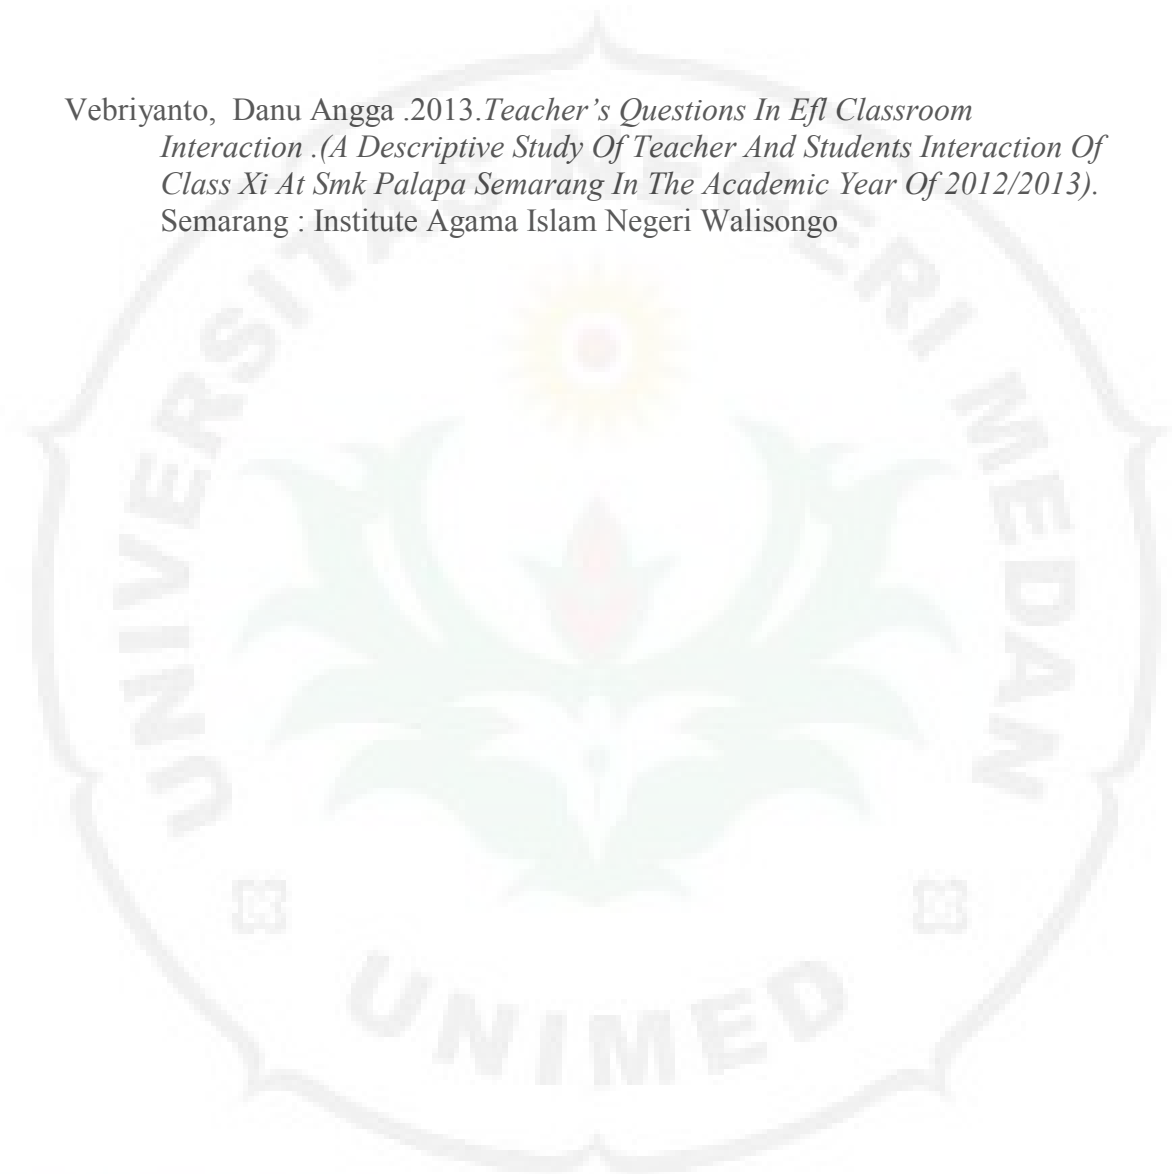 Vebriyanto, Danu Angga .2013.Teacher’s Questions In Efl Classroom
Interaction .(A Descriptive Study Of Teacher And Students Interaction Of
Class Xi At Smk Palapa Semarang In The Academic Year Of 2012/2013).
Semarang : Institute Agama Islam Negeri Walisongo
UNIVERSITAS NEGERI MEDAN
UNIMED